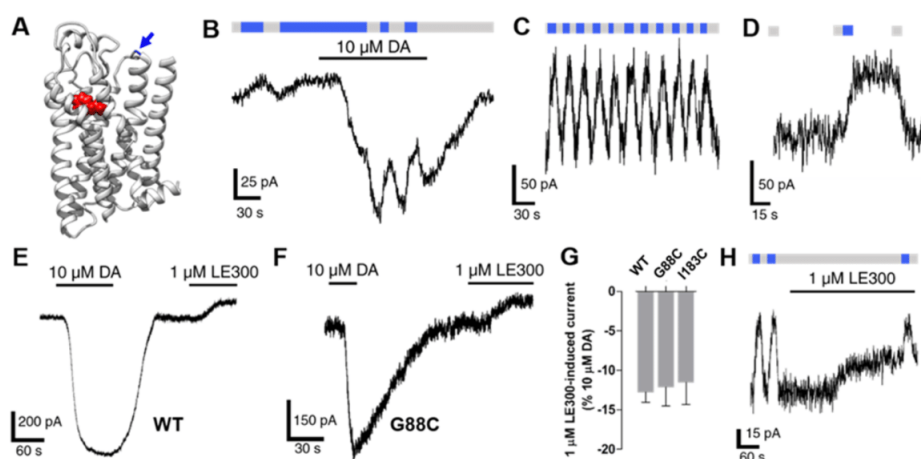 A
B
10 µM DA
25 pA
30 s
C
50 pA
30 s
D
50 pA
15 s
E
10 µM DA
1 µM LE300
200 pA
60 s
WT
F
10 µM DA
1 µM LE300
150 pA
30 s
G88C
G
WT
G88C
I183C
1 µM LE300-induced current
(% 10 µM DA)
0
-5
-10
-15
-20
H
1 µM LE300
15 pA
60 s